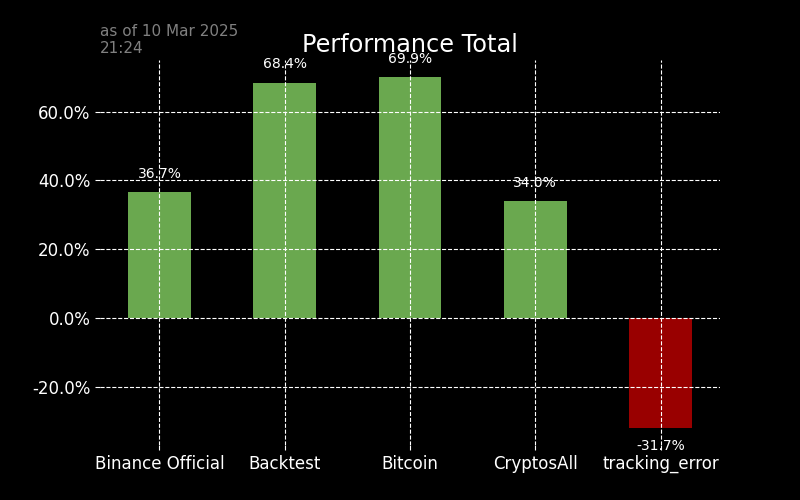 as of 10 Mar 2025
21:24
Performance Total
68.4%
69.9%
60.0%
36.7%
40.0%
34.0%
20.0%
0.0%
-20.0%
-31.7%
Binance Official
Backtest
Bitcoin
CryptosAll
tracking_error